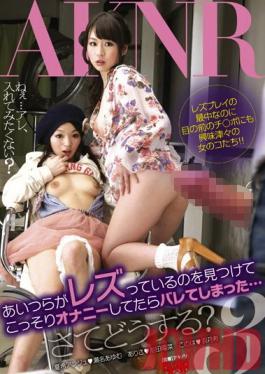 AKNR
ねぇ…アレ、
入れてみたくない?
レズプレイの
最中なのに
目の前のチ○ポにも
興味津々の
女のコたち!!
あいつらがレズっているのを見つけて
こっそりオナニーしてたらバレてしまった…
さてどうする?2